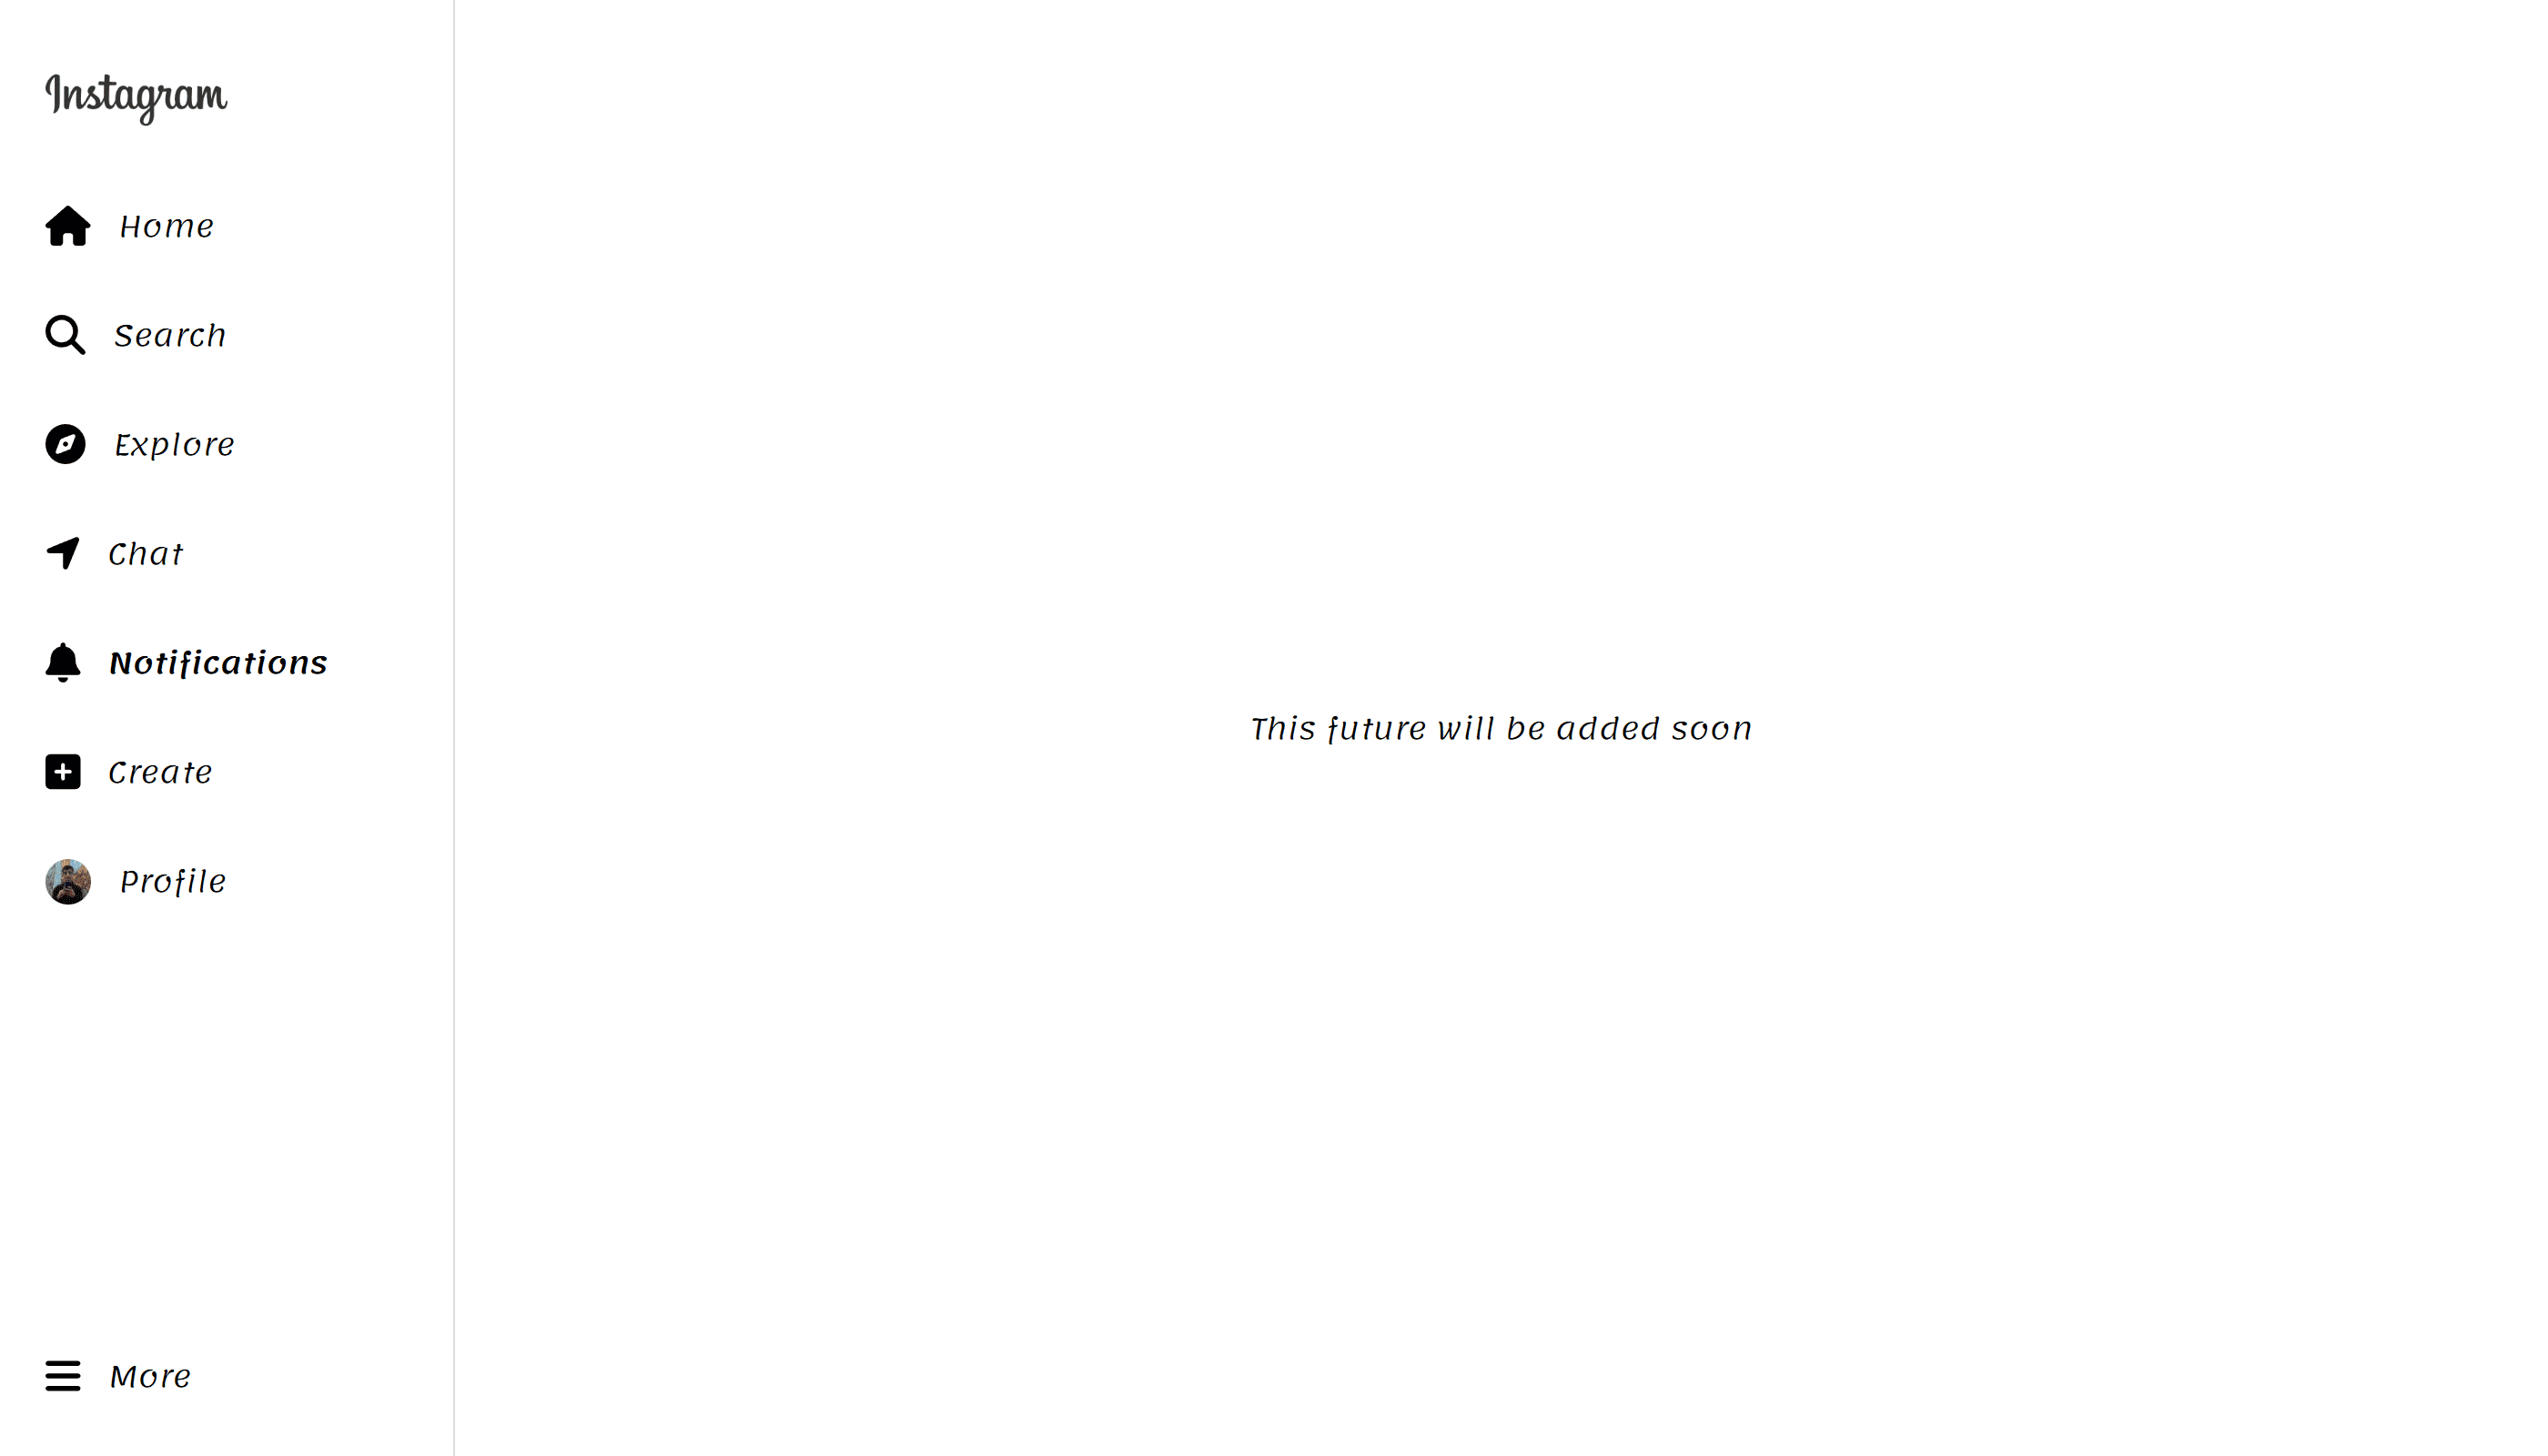 Instagram
Home
Search
Explore
Chat
Notifications
Create
Profile
More
This future will be added soon